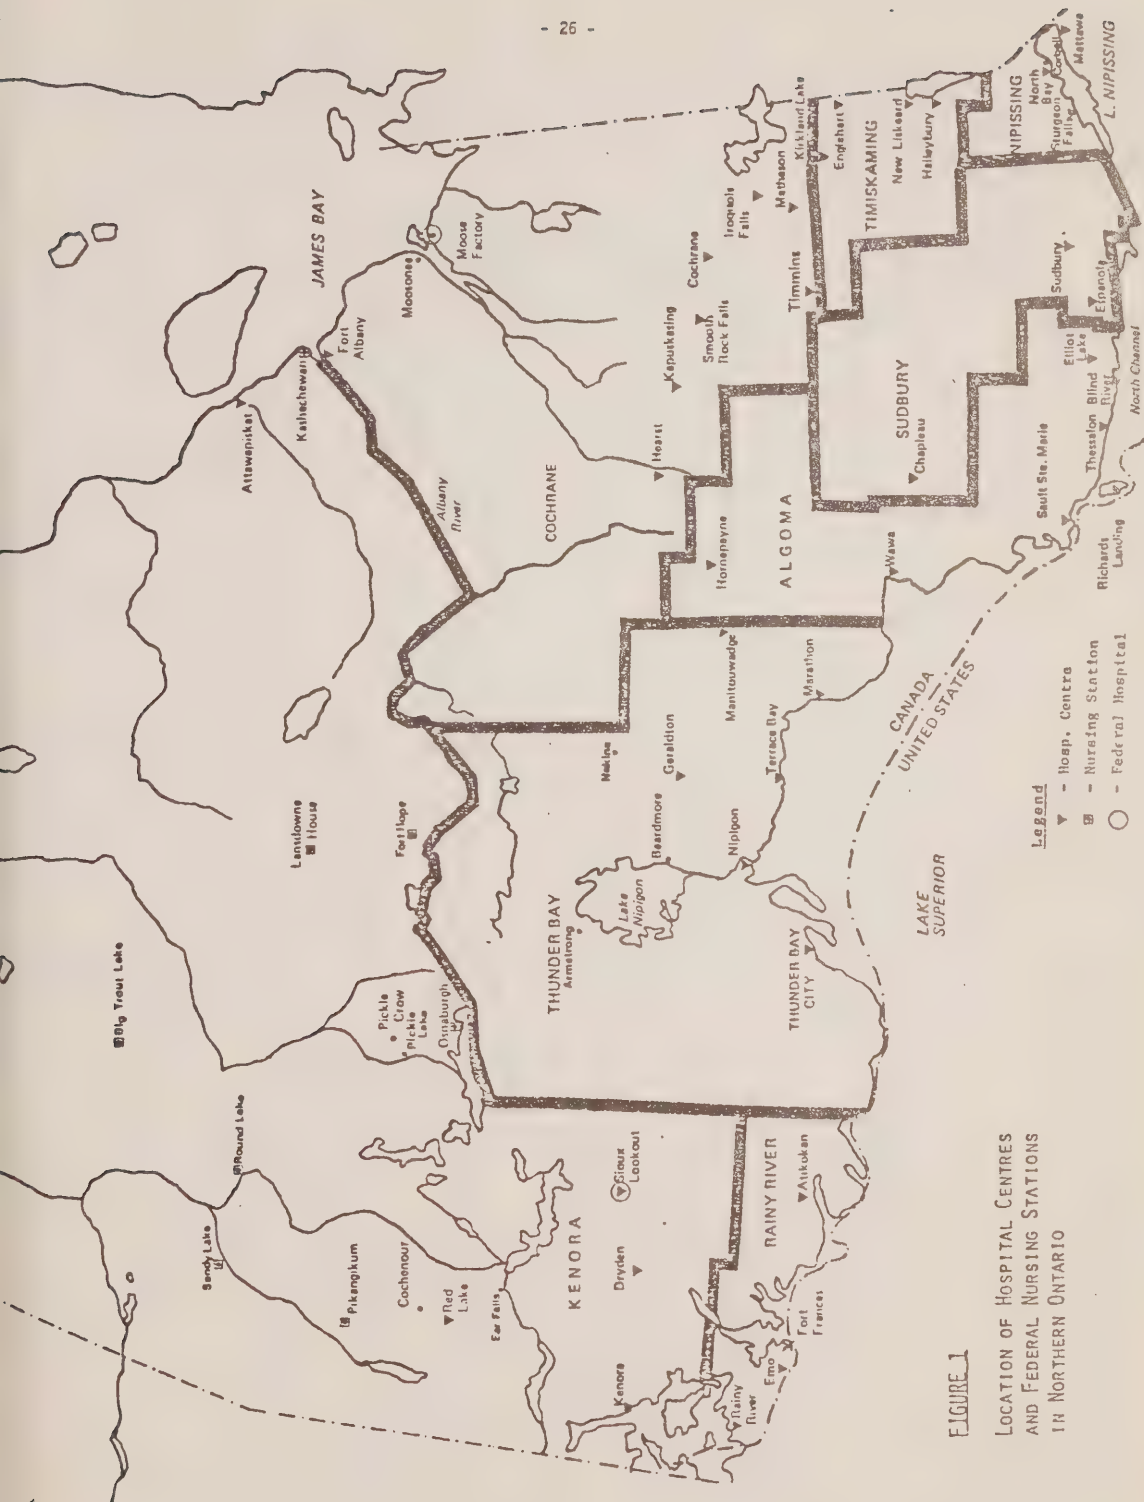 - 26 -
JAMES BAY
Attawapiskat
Kashechewan
Fort
Albany
Moosonee
Moose
Factory
Albany
River
COCHRANE
Hearst
Kapuskasing
Smooth
Rock Falls
Cochrane
Iroquois
Falls
Matheson
Timmins
Kirkland Lake
Englehart
TIMISKAMING
New Liskeard
Haileybury
NIPISSING
North
Bay
Sturgeon
Falls
Corbeil
Mattawa
L. NIPISSING
SUDBURY
Chapleau
Sudbury
Espanola
Elliot
Lake
Blind
River
North Channel
Thessalon
Sault Ste. Marie
Richards
Landing
ALGOMA
Hornepayne
Wawa
Manitouwadge
Marathon
Terrace Bay
CANADA
UNITED STATES
Nakina
Geraldton
Beardmore
Nipigon
Lake
Nipigon
THUNDER BAY
Armstrong
THUNDER BAY
CITY
LAKE
SUPERIOR
Lansdowne
House
Fort Hope
Big Trout Lake
Pickle
Crow
Pickle
Lake
Osnaburgh
Round Lake
Sandy Lake
Pikangikum
Cochenour
Red
Lake
Ear Falls
KENORA
Sioux
Lookout
Dryden
Kenora
RAINY RIVER
Atikokan
Fort
Frances
Emo
Rainy
River
Legend
▼ - Hosp. Centre
- Nursing Station
○ - Federal Hospital
FIGURE 1
LOCATION OF HOSPITAL CENTRES
AND FEDERAL NURSING STATIONS
IN NORTHERN ONTARIO